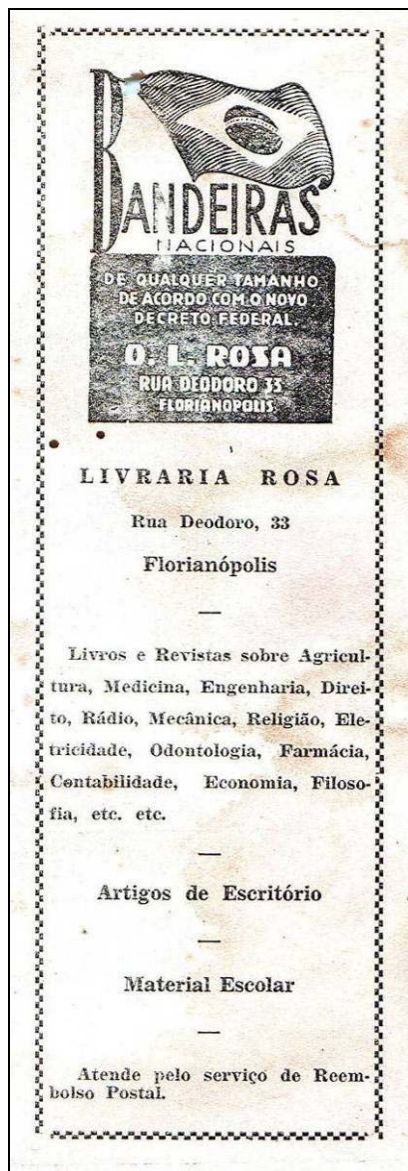 BANDEIRAS
NACIONAIS
DE QUALQUER TAMANHO
DE ACORDO COM O NOVO
DECRETO FEDERAL.
O. L. ROSA
RUA DEODORO 33
FLORIANOPOLIS
LIVRARIA ROSA
Rua Deodoro, 33
Florianópolis
—
Livros e Revistas sobre Agricul-
tura, Medicina, Engenharia, Direi-
to, Rádio, Mecânica, Religião, Ele-
tricidade, Odontologia, Farmácia,
Contabilidade, Economia, Filoso-
fia, etc. etc.
—
Artigos de Escritório
—
Material Escolar
—
Atende pelo serviço de Reem-
bolso Postal.